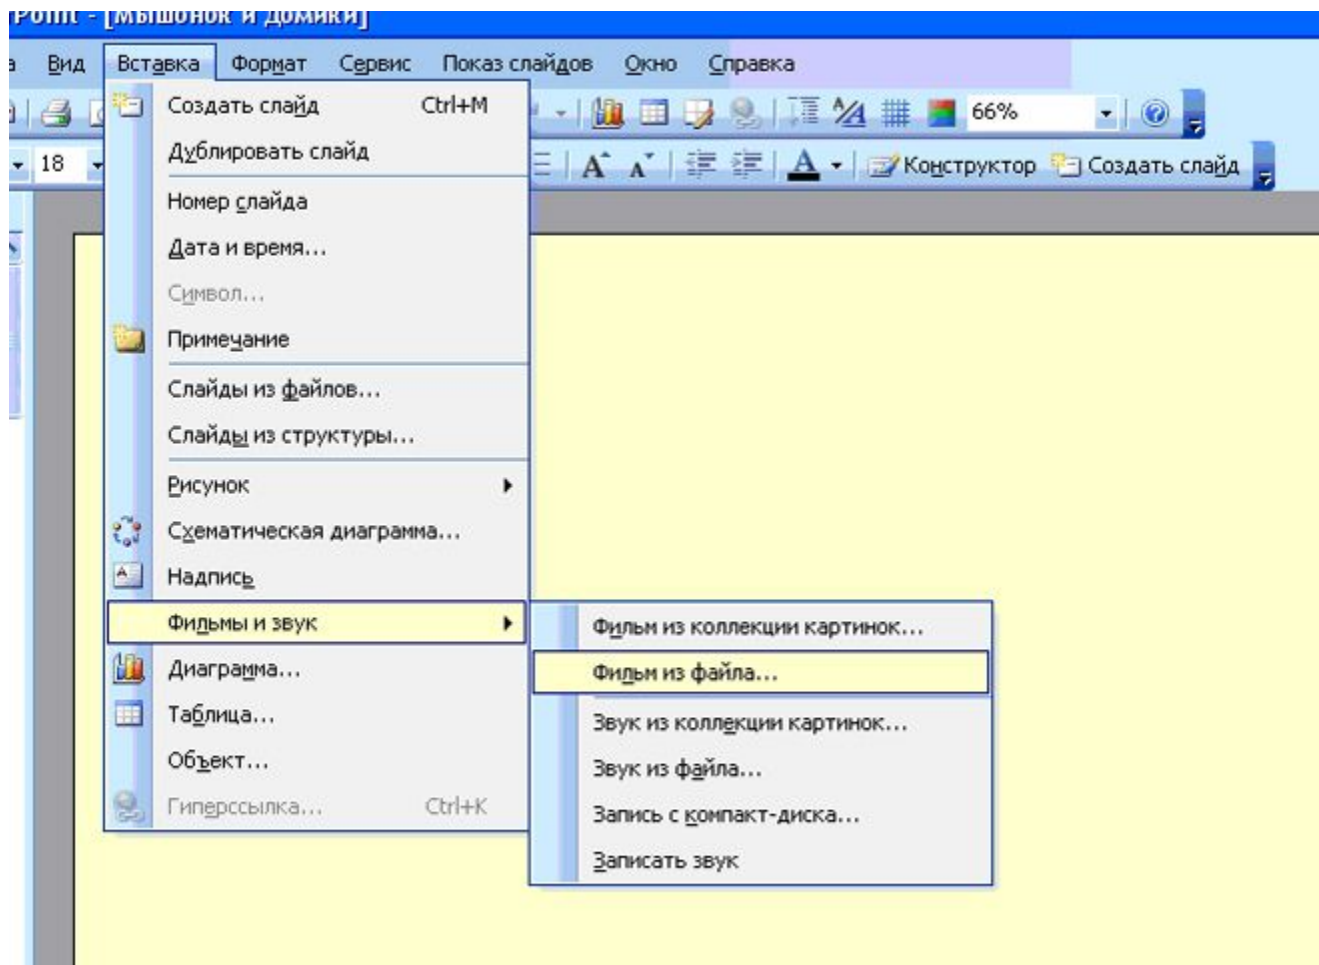 Point - [Мышонок и домики]
Вид Вставка Формат Сервис Показ слайдов Окно Справка
66%
18
Конструктор Создать слайд
Создать слайд Ctrl+M
Дублировать слайд
Номер слайда
Дата и время...
Символ...
Примечание
Слайды из файлов...
Слайды из структуры...
Рисунок
Схематическая диаграмма...
Надпись
Фильмы и звук
Диаграмма...
Таблица...
Объект...
Гиперссылка... Ctrl+K
Фильм из коллекции картинок...
Фильм из файла...
Звук из коллекции картинок...
Звук из файла...
Запись с компакт-диска...
Записать звук